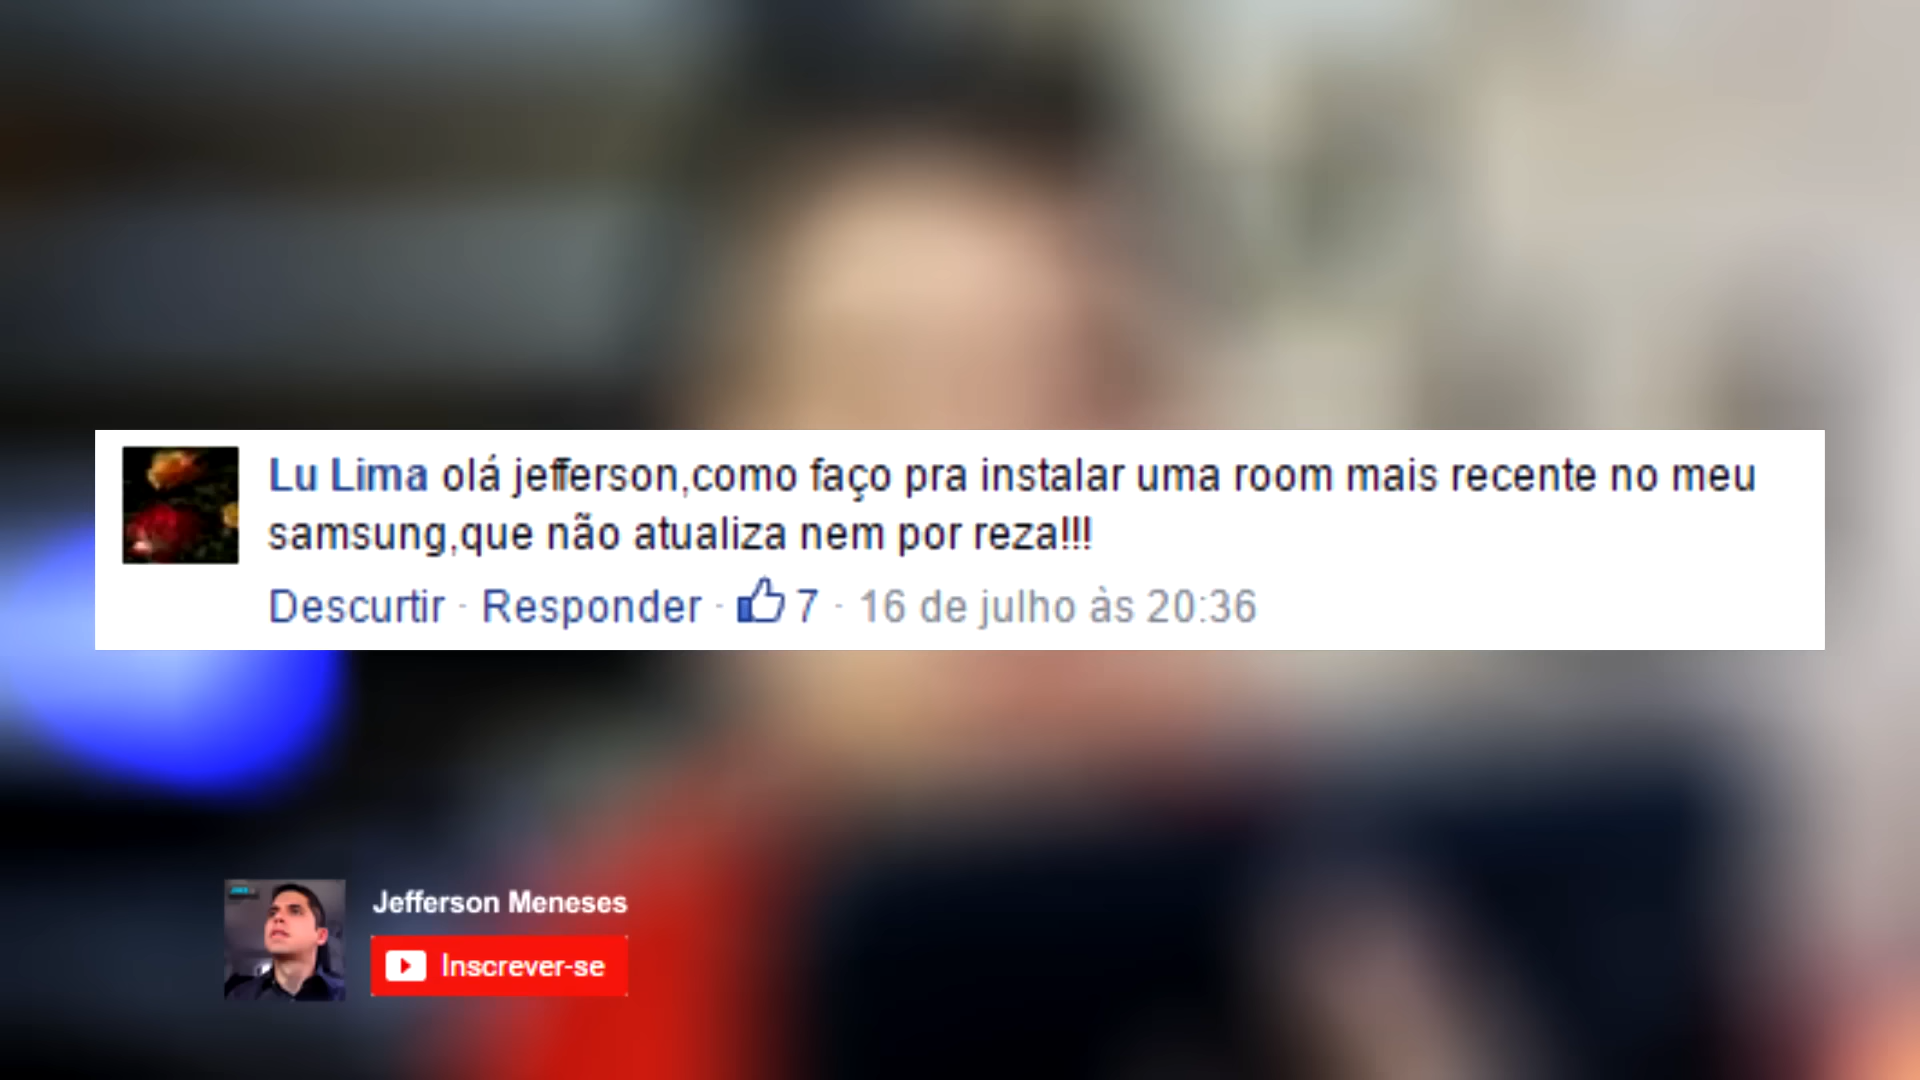 Lu Lima olá jefferson,como faço pra instalar uma room mais recente no meu
samsung,que não atualiza nem por reza!!!
Descurtir · Responder · 7 · 16 de julho às 20:36
Jefferson Meneses
Inscrever-se